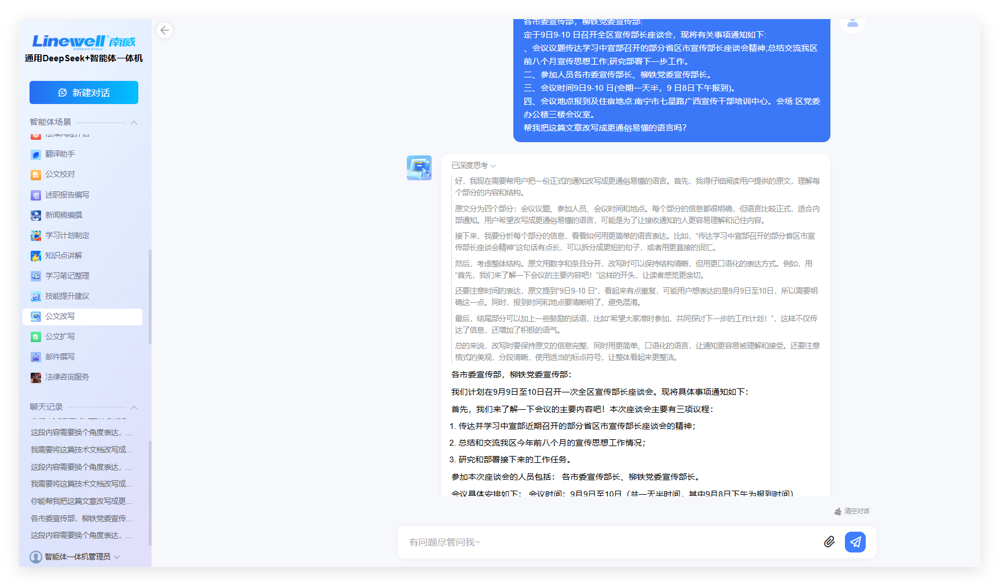 Linewell 南威
Software Group
通用DeepSeek+智能体一体机
新建对话
智能体场景
法律风险评估
翻译助手
公文校对
述职报告编写
新闻稿编撰
学习计划制定
知识点讲解
学习笔记整理
技能提升建议
公文改写
公文扩写
邮件撰写
法律咨询服务
聊天记录
这段内容需要换个角度表达，...
我需要将这篇技术文档改写成...
这段内容需要换个角度表达，...
我需要将这篇技术文档改写成...
你能帮我把这篇文章改写成更...
各市委宣传部，柳铁党委宣传...
这段内容需要换个角度表达，...
智能体一体机管理员
各市委宣传部，柳铁党委宣传部:
定于9日9-10 日召开全区宣传部长座谈会，现将有关事项通知如下:
、会议议题传达学习中宣部召开的部分省区市宣传部长座谈会精神;总结交流我区
前八个月宣传思想工作;研究部署下一步工作。
二、参加人员各市委宣传部长、柳铁党委宣传部长。
三、会议时间9日9-10 日(会期一天半，9 日8日下午报到)。
四、会议地点报到及住宿地点:南宁市七星路广西宣传干部培训中心。会场:区党委
办公楼三楼会议室。
帮我把这篇文章改写成更通俗易懂的语言吗?
已深度思考
好，我现在需要帮用户把一份正式的通知改写成更通俗易懂的语言。首先，我得仔细阅读用户提供的原文，理解每
个部分的内容和结构。
原文分为四个部分：会议议题、参加人员、会议时间和地点。每个部分的信息都很明确，但语言比较正式，适合内
部通知。用户希望改写成更通俗易懂的语言，可能是为了让接收通知的人更容易理解和记住内容。
接下来，我要分析每个部分的信息，看看如何用更简单的语言表达。比如，“传达学习中宣部召开的部分省区市宣
传部长座谈会精神”这句话有点长，可以拆分成更短的句子，或者用更直接的词汇。
然后，考虑整体结构。原文用数字和条目分开，改写时可以保持结构清晰，但用更口语化的表达方式。例如，用
“首先，我们来了解一下会议的主要内容吧！”这样的开头，让读者感觉更亲切。
还要注意时间的表达，原文提到“9日9-10 日”，看起来有点重复，可能用户想表达的是9月9日至10日，所以需要明
确这一点。同时，报到时间和地点要清晰明了，避免混淆。
最后，结尾部分可以加上一些鼓励的话语，比如“希望大家准时参加，共同探讨下一步的工作计划！”，这样不仅传
达了信息，还增加了积极的语气。
总的来说，改写时要保持原文的信息完整，同时用更简单、口语化的语言，让通知更容易被理解和接受。还要注意
格式的美观，分段清晰，使用适当的标点符号，让整体看起来更整洁。
各市委宣传部，柳铁党委宣传部：
我们计划在9月9日至10日召开一次全区宣传部长座谈会。现将具体事项通知如下：
首先，我们来了解一下会议的主要内容吧！本次座谈会主要有三项议程：
1. 传达并学习中宣部近期召开的部分省区市宣传部长座谈会的精神；
2. 总结和交流我区今年前八个月的宣传思想工作情况；
3. 研究和部署接下来的工作任务。
参加本次座谈会的人员包括： 各市委宣传部长、柳铁党委宣传部长。
会议具体安排如下： 会议时间：9月9日至10日（共一天半时间，其中9月8日下午为报到时间）
清空对话
有问题尽管问我~